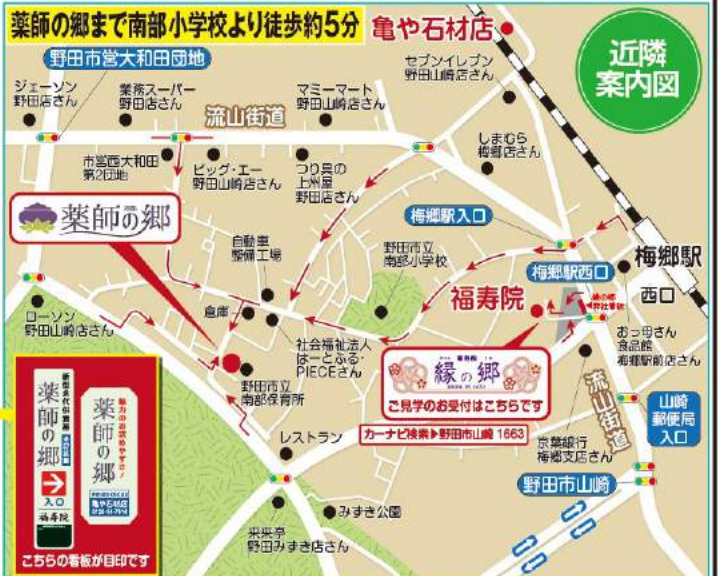 薬師の郷まで南部小学校より徒歩約5分
亀や石材店
近隣
案内図
野田市営大和田団地
セブンイレブン
野田山崎店さん
ジェーソン
野田店さん
業務スーパー
野田店さん
マミーマート
野田山崎店さん
流山街道
しまむら
梅郷店さん
市営西大和田
第2団地
ビッグ・エー
野田山崎店さん
つり具の
上州屋
野田店さん
薬師の郷
梅郷駅入口
自動車
整備工場
野田市立
南部小学校
梅郷駅西口
梅郷駅
西口
福寿院
倉庫
ローソン
野田山崎店さん
社会福祉法人
はーとふる・
PIECEさん
おっ母さん
食品館
梅郷駅前店さん
縁の郷
ご見学のお受付はこちらです
野田市立
南部保育所
カーナビ検索▶野田市山崎 1663
流山街道
山崎
郵便局
入口
京葉銀行
梅郷支店さん
レストラン
野田市山崎
みずき公園
来来亭
野田みずき店さん
薬師の郷
入口
福寿院
薬師の郷
亀や石材店
こちらの看板が目印です